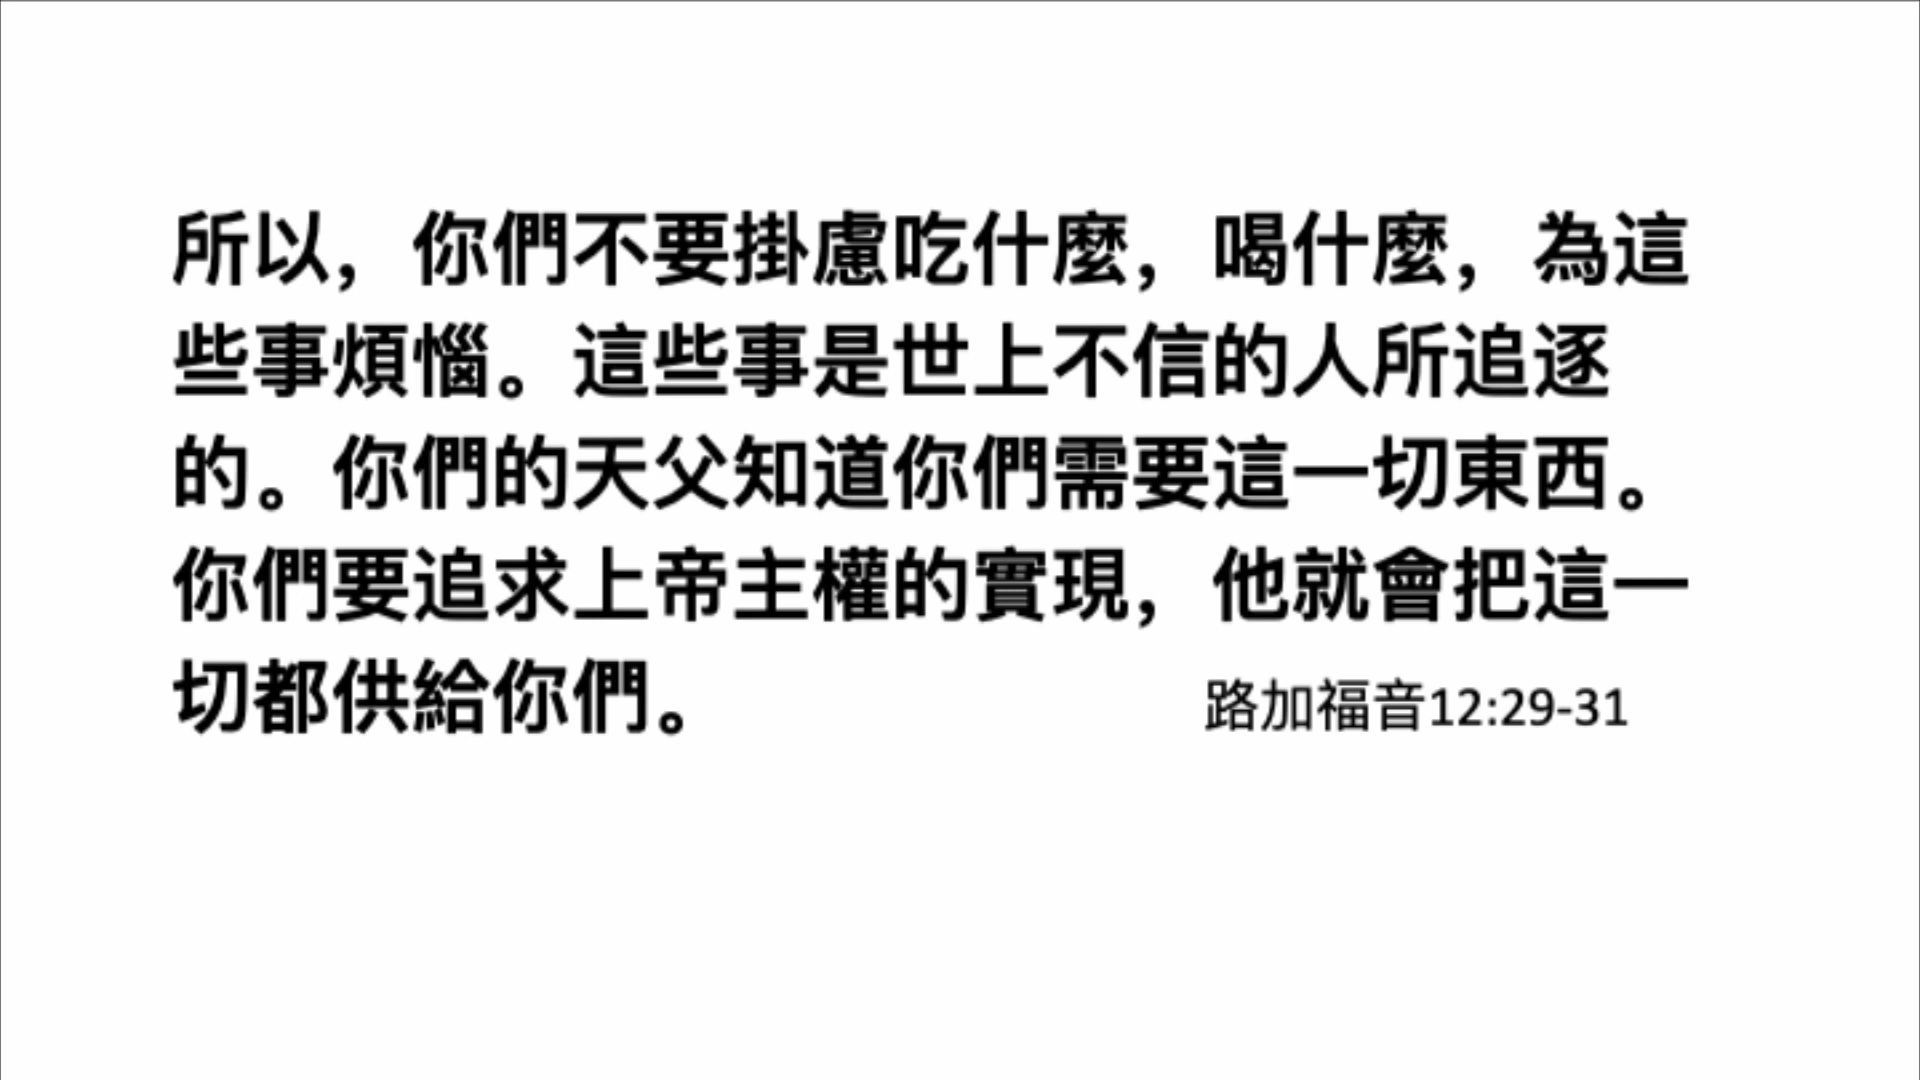 所以，你們不要掛慮吃什麼，喝什麼，為這
些事煩惱。這些事是世上不信的人所追逐
的。你們的天父知道你們需要這一切東西。
你們要追求上帝主權的實現，他就會把這一
切都供給你們。 路加福音12:29-31